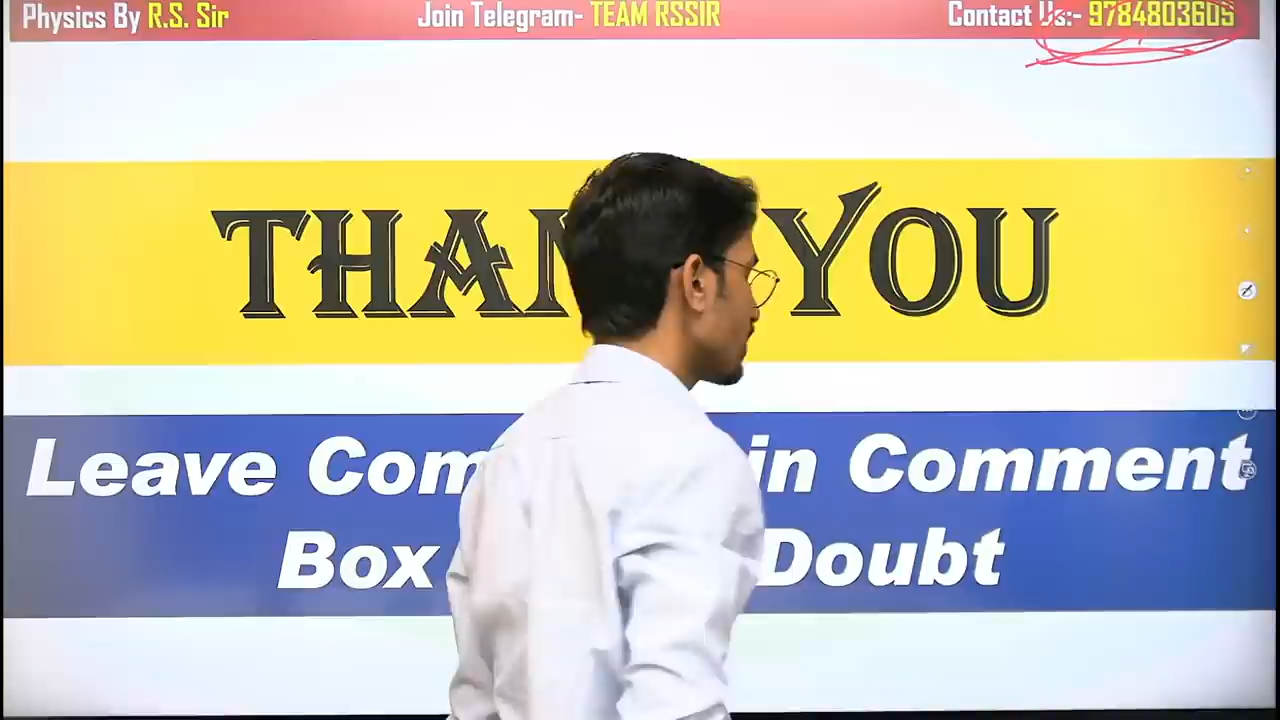 Physics By R.S. Sir Join Telegram- TEAM RSSIR Contact Us:- 9784803605
THAN YOU
Leave Com in Comment
Box Doubt